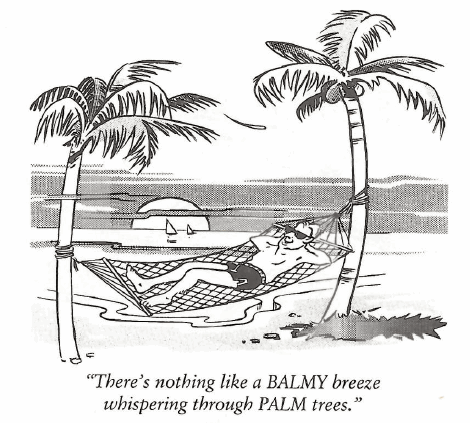 “There’s nothing like a BALMY breeze
whispering through PALM trees.”